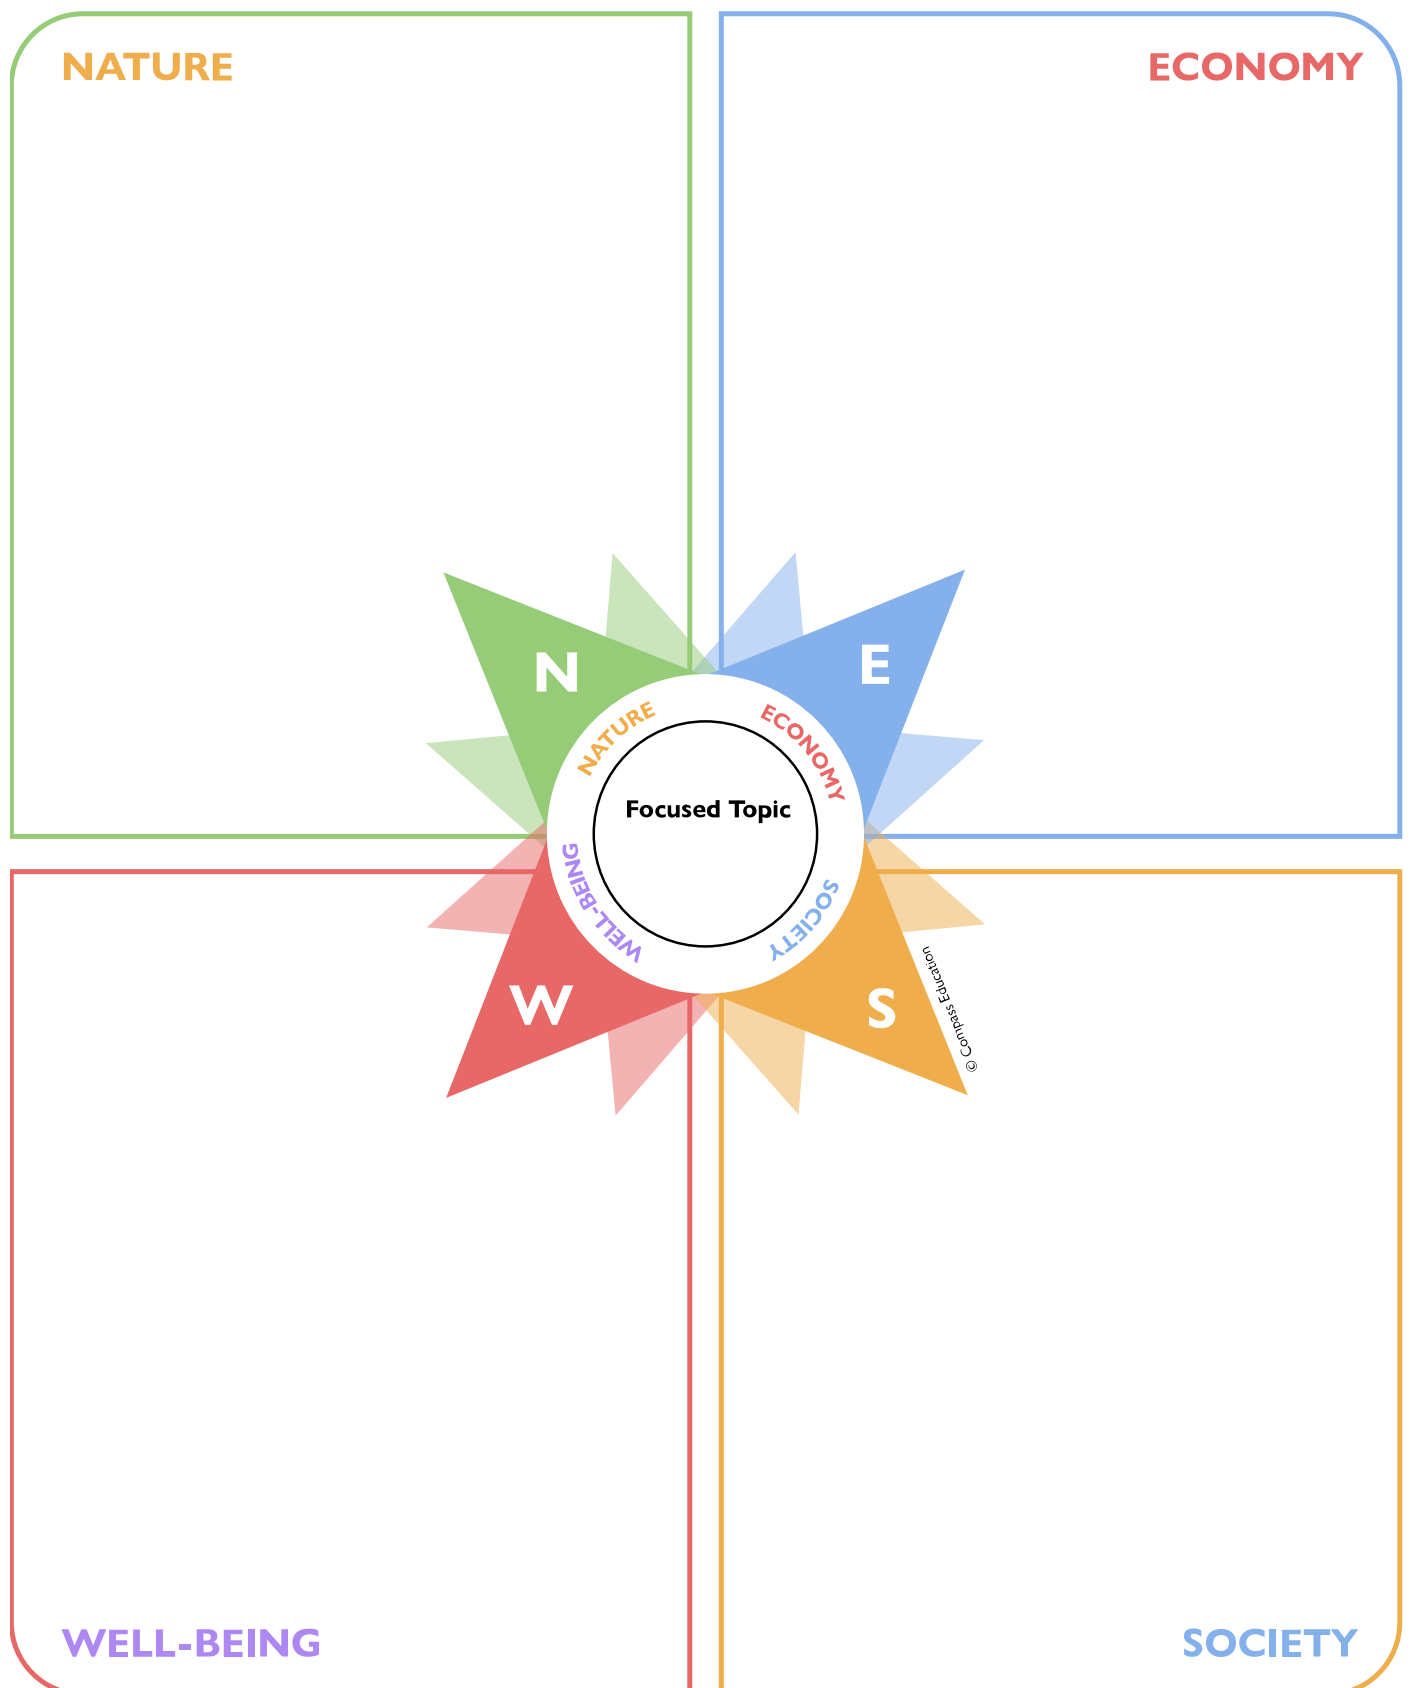 NATURE
ECONOMY
N
E
NATURE
ECONOMY
Focused Topic
WELL-BEING
SOCIETY
W
S
© Compass Education
WELL-BEING
SOCIETY